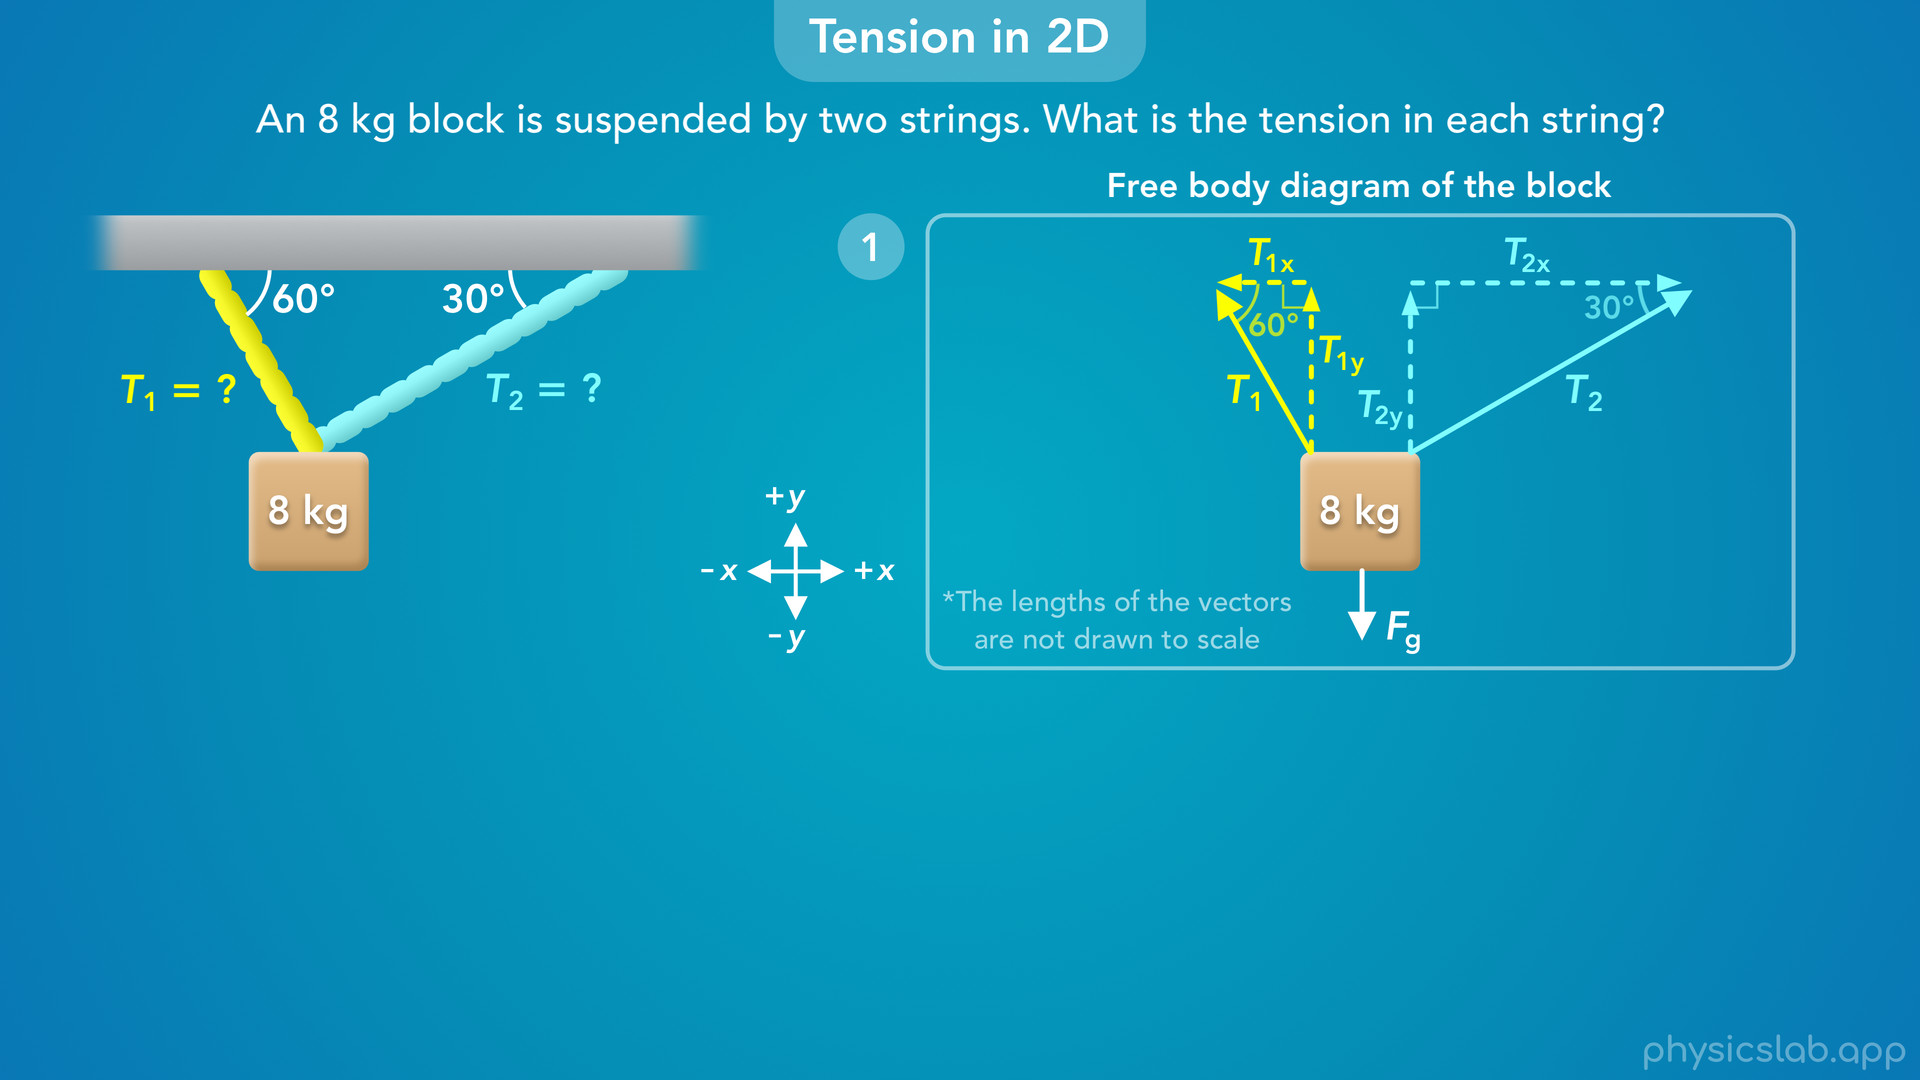 Tension in 2D
An 8 kg block is suspended by two strings. What is the tension in each string?
Free body diagram of the block
1
60°
30°
T1 = ?
T2 = ?
8 kg
+y
-x
+x
-y
T1x
T2x
60°
30°
T1y
T1
T2y
T2
8 kg
*The lengths of the vectors
are not drawn to scale
Fg
physicslab.app